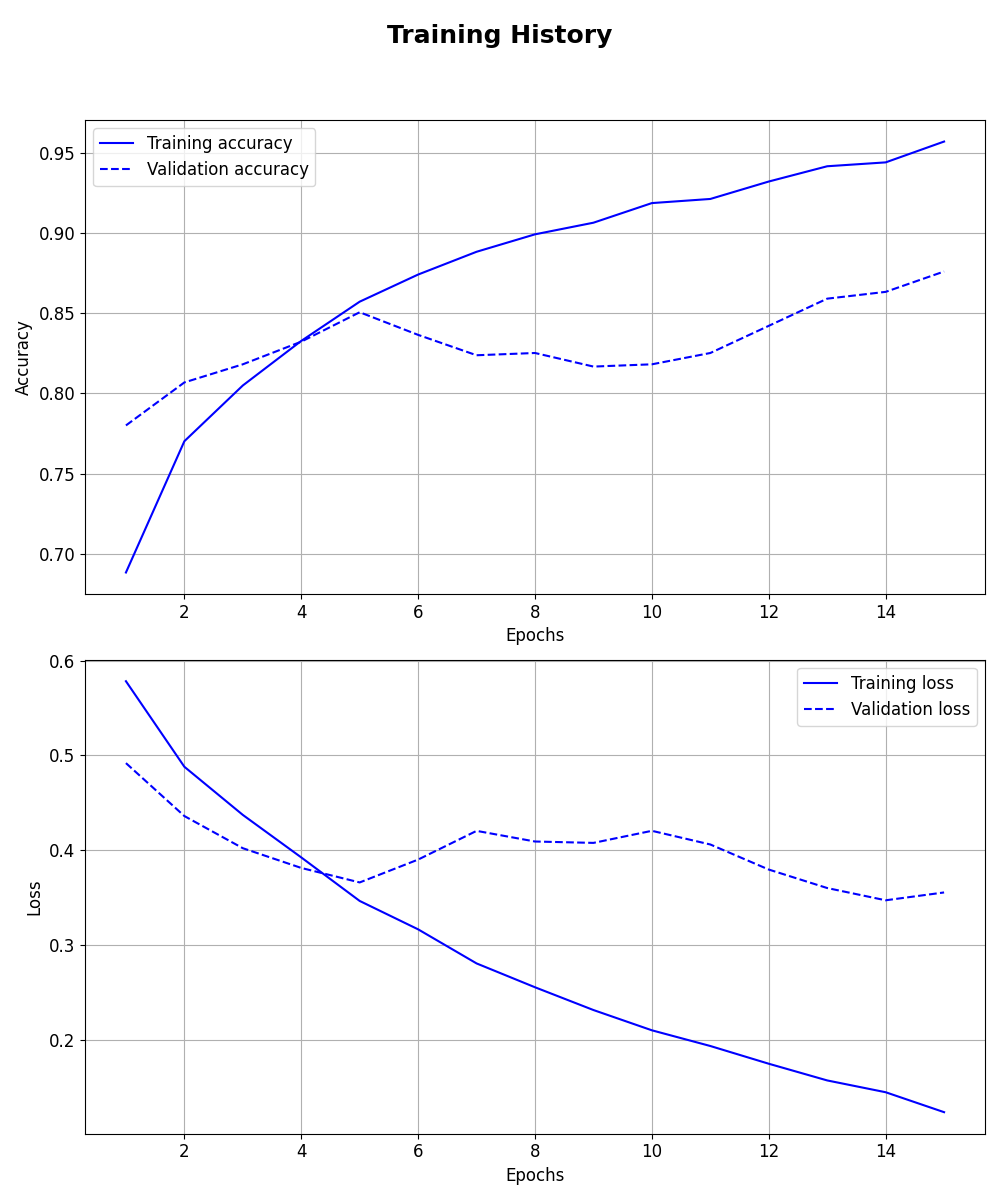 Training History
Training accuracy
Validation accuracy
0.95
0.90
0.85
0.80
0.75
0.70
Accuracy
2 4 6 8 10 12 14
Epochs
Training loss
Validation loss
0.6
0.5
0.4
0.3
0.2
Loss
2 4 6 8 10 12 14
Epochs